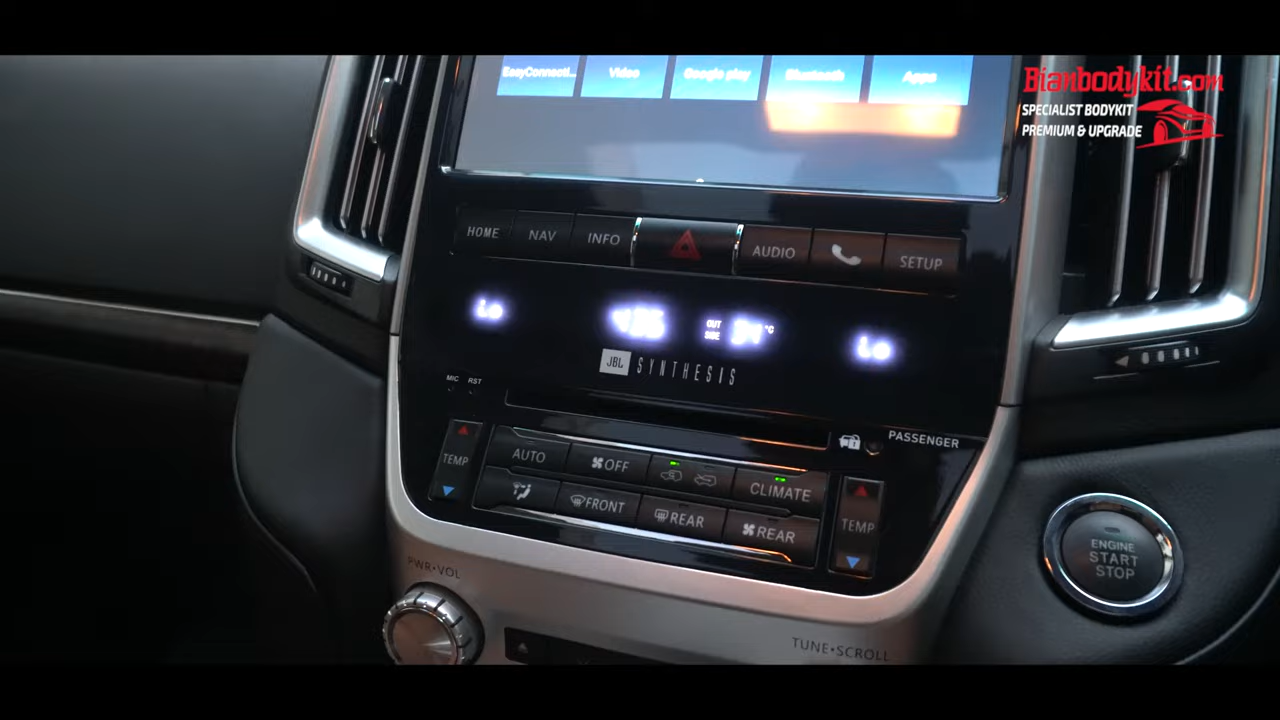 EasyConnecti... Video Google play Bluetooth Apps
Bianbodykit.com
SPECIALIST BODYKIT
PREMIUM & UPGRADE
HOME NAV INFO AUDIO SETUP
Lo OUT SIDE °C Lo
JBL SYNTHESIS
MIC RST
PASSENGER
TEMP AUTO OFF CLIMATE
FRONT REAR REAR TEMP
ENGINE
START
STOP
PWR•VOL
TUNE•SCROLL